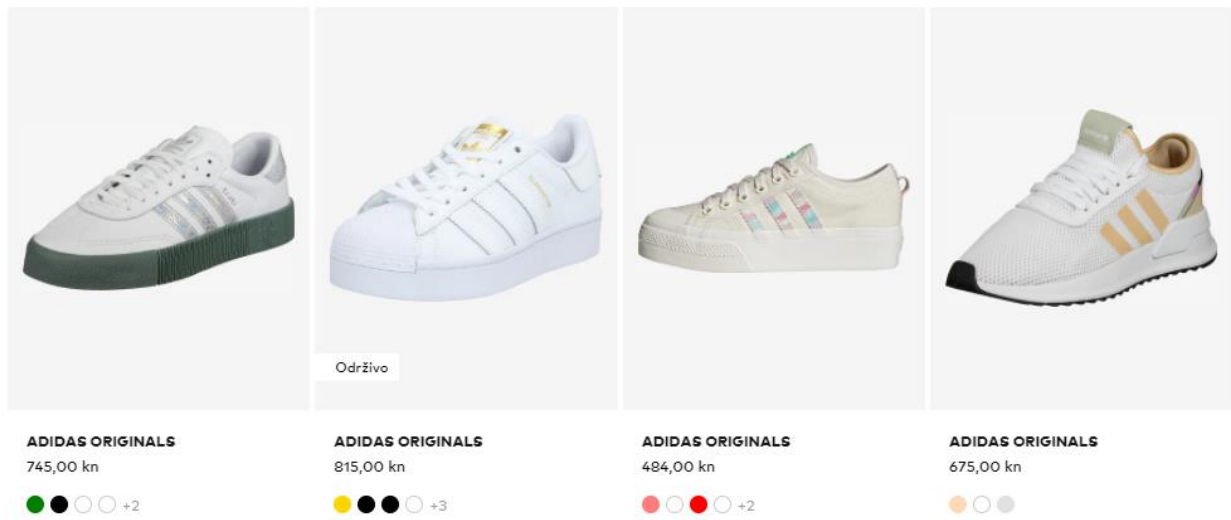 Održivo
ADIDAS ORIGINALS
745,00 kn
+2
ADIDAS ORIGINALS
815,00 kn
+3
ADIDAS ORIGINALS
484,00 kn
+2
ADIDAS ORIGINALS
675,00 kn